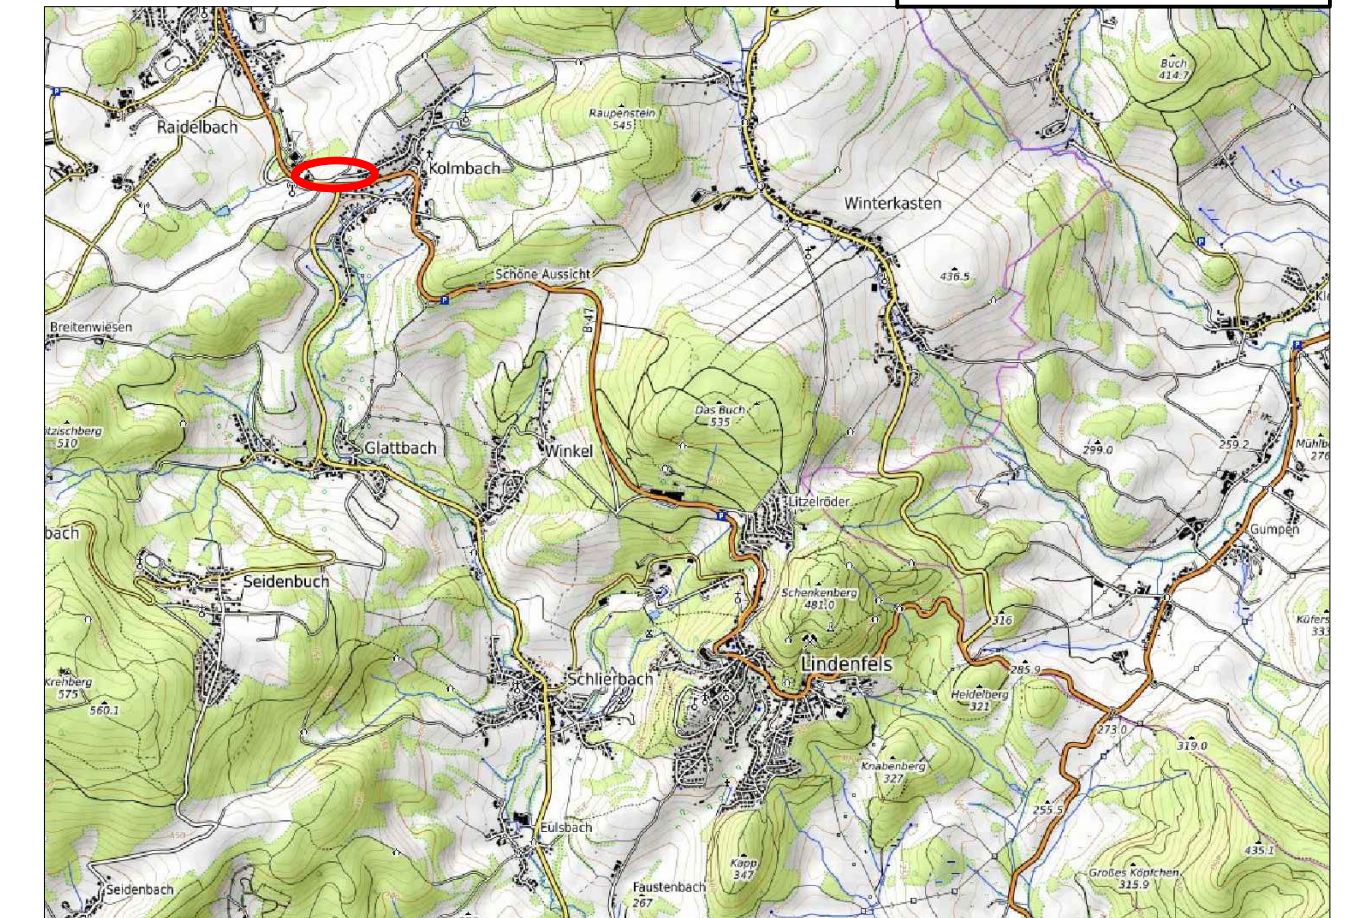 Buch
414.7
Raupenstein
545
Raidelbach
Kolmbach
Winterkasten
Schöne Aussicht
436.5
B 47
Breitenwiesen
Das Buch
535
510
Glattbach
Winkel
299.0
259.2
276
Litzelröder
bach
Gumpen
Seidenbuch
Schenkenberg
481.0
316
333
Lindenfels
285.9
Krehberg
575
Schlierbach
Heidelberg
321
560.1
273.0
319.0
Knabenberg
327
255.5
Eulsbach
435.1
Kapp
347
Großes Köpfchen
315.9
Seidenbach
Faustenbach
267